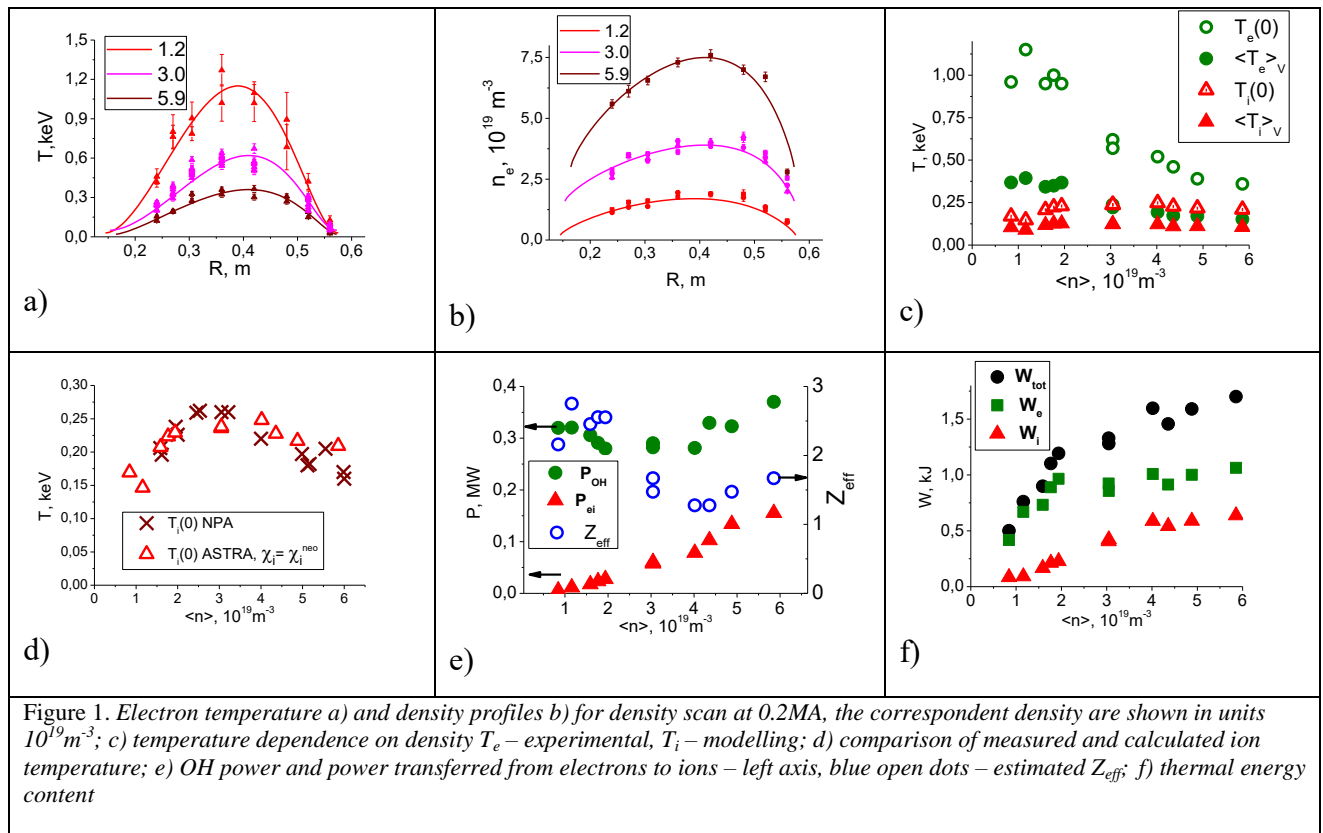 1,5
1,2
0,9
0,6
0,3
0,0
T,keV
1.2
3.0
5.9
0,2 0,3 0,4 0,5 0,6
R, m
a)
7,5
5,0
2,5
0,0
n_e, 10^19 m^-3
1.2
3.0
5.9
0,2 0,3 0,4 0,5 0,6
R, m
b)
1,00
0,75
0,50
0,25
0,00
T, keV
T_e(0)
<T_e>_V
T_i(0)
<T_i>_V
0 1 2 3 4 5 6
<n>, 10^19 m^-3
c)
0,30
0,25
0,20
0,15
0,10
0,05
0,00
T, keV
T_i(0) NPA
T_i(0) ASTRA, χ_i= χ_i^neo
0 1 2 3 4 5 6
<n>, 10^19 m^-3
d)
0,4
0,3
0,2
0,1
0,0
P, MW
P_OH
P_ei
Z_eff
3
2
1
0
Z_eff
1 2 3 4 5 6
<n>, 10^19 m^-3
e)
W_tot
W_e
W_i
1,5
1,0
0,5
0,0
W, kJ
0 1 2 3 4 5 6
<n>, 10^19 m^-3
f)
Figure 1. Electron temperature a) and density profiles b) for density scan at 0.2MA, the correspondent density are shown in units
10^19m^-3; c) temperature dependence on density T_e – experimental, T_i – modelling; d) comparison of measured and calculated ion
temperature; e) OH power and power transferred from electrons to ions – left axis, blue open dots – estimated Z_eff; f) thermal energy
content